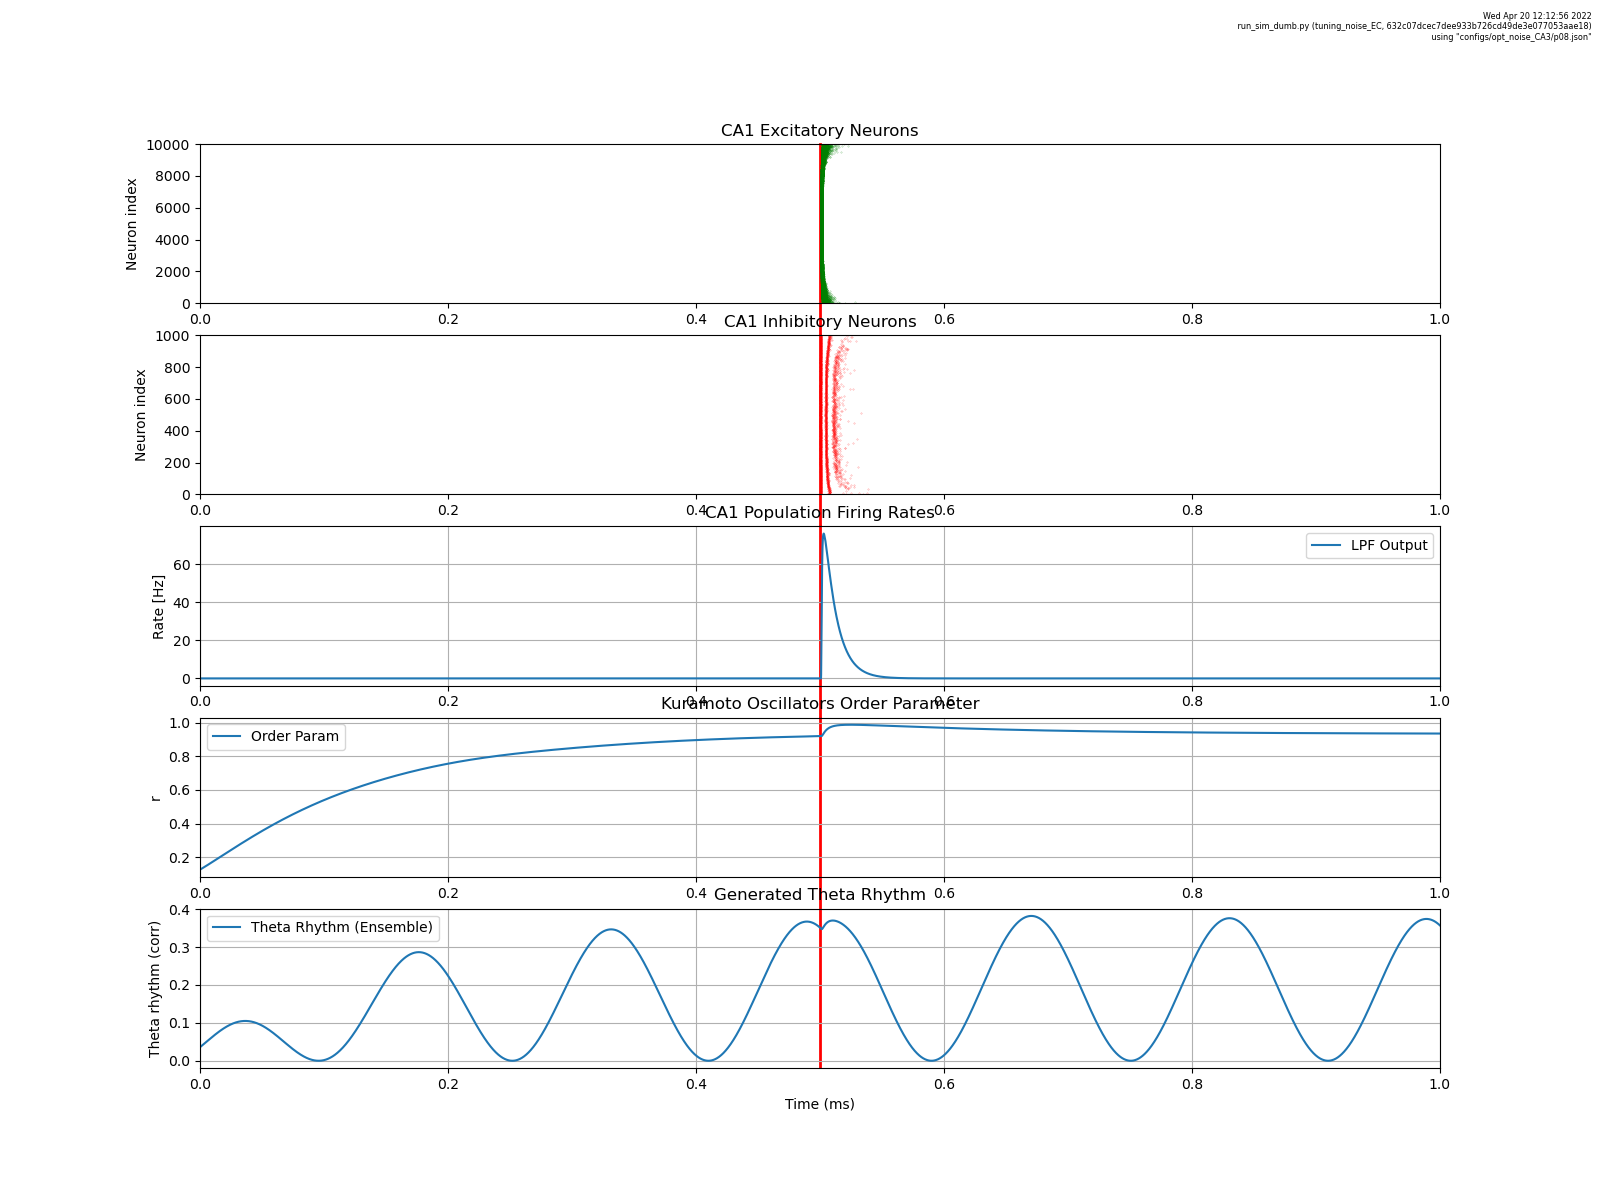 Wed Apr 20 12:12:56 2022
run_sim_dumb.py (tuning_noise_EC, 632c07dcec7dee933b726cd49de3e077053aae18)
using "configs/opt_noise_CA3/p08.json"
CA1 Excitatory Neurons
Neuron index
10000
8000
6000
4000
2000
0
0.0 0.2 0.4 0.6 0.8 1.0
CA1 Inhibitory Neurons
Neuron index
1000
800
600
400
200
0
0.0 0.2 0.4 0.6 0.8 1.0
CA1 Population Firing Rates
LPF Output
Rate [Hz]
60
40
20
0
0.0 0.2 0.4 0.6 0.8 1.0
Kuramoto Oscillators Order Parameter
Order Param
r
1.0
0.8
0.6
0.4
0.2
0.0 0.2 0.4 0.6 0.8 1.0
Generated Theta Rhythm
Theta Rhythm (Ensemble)
Theta rhythm (corr)
0.4
0.3
0.2
0.1
0.0
0.0 0.2 0.4 0.6 0.8 1.0
Time (ms)